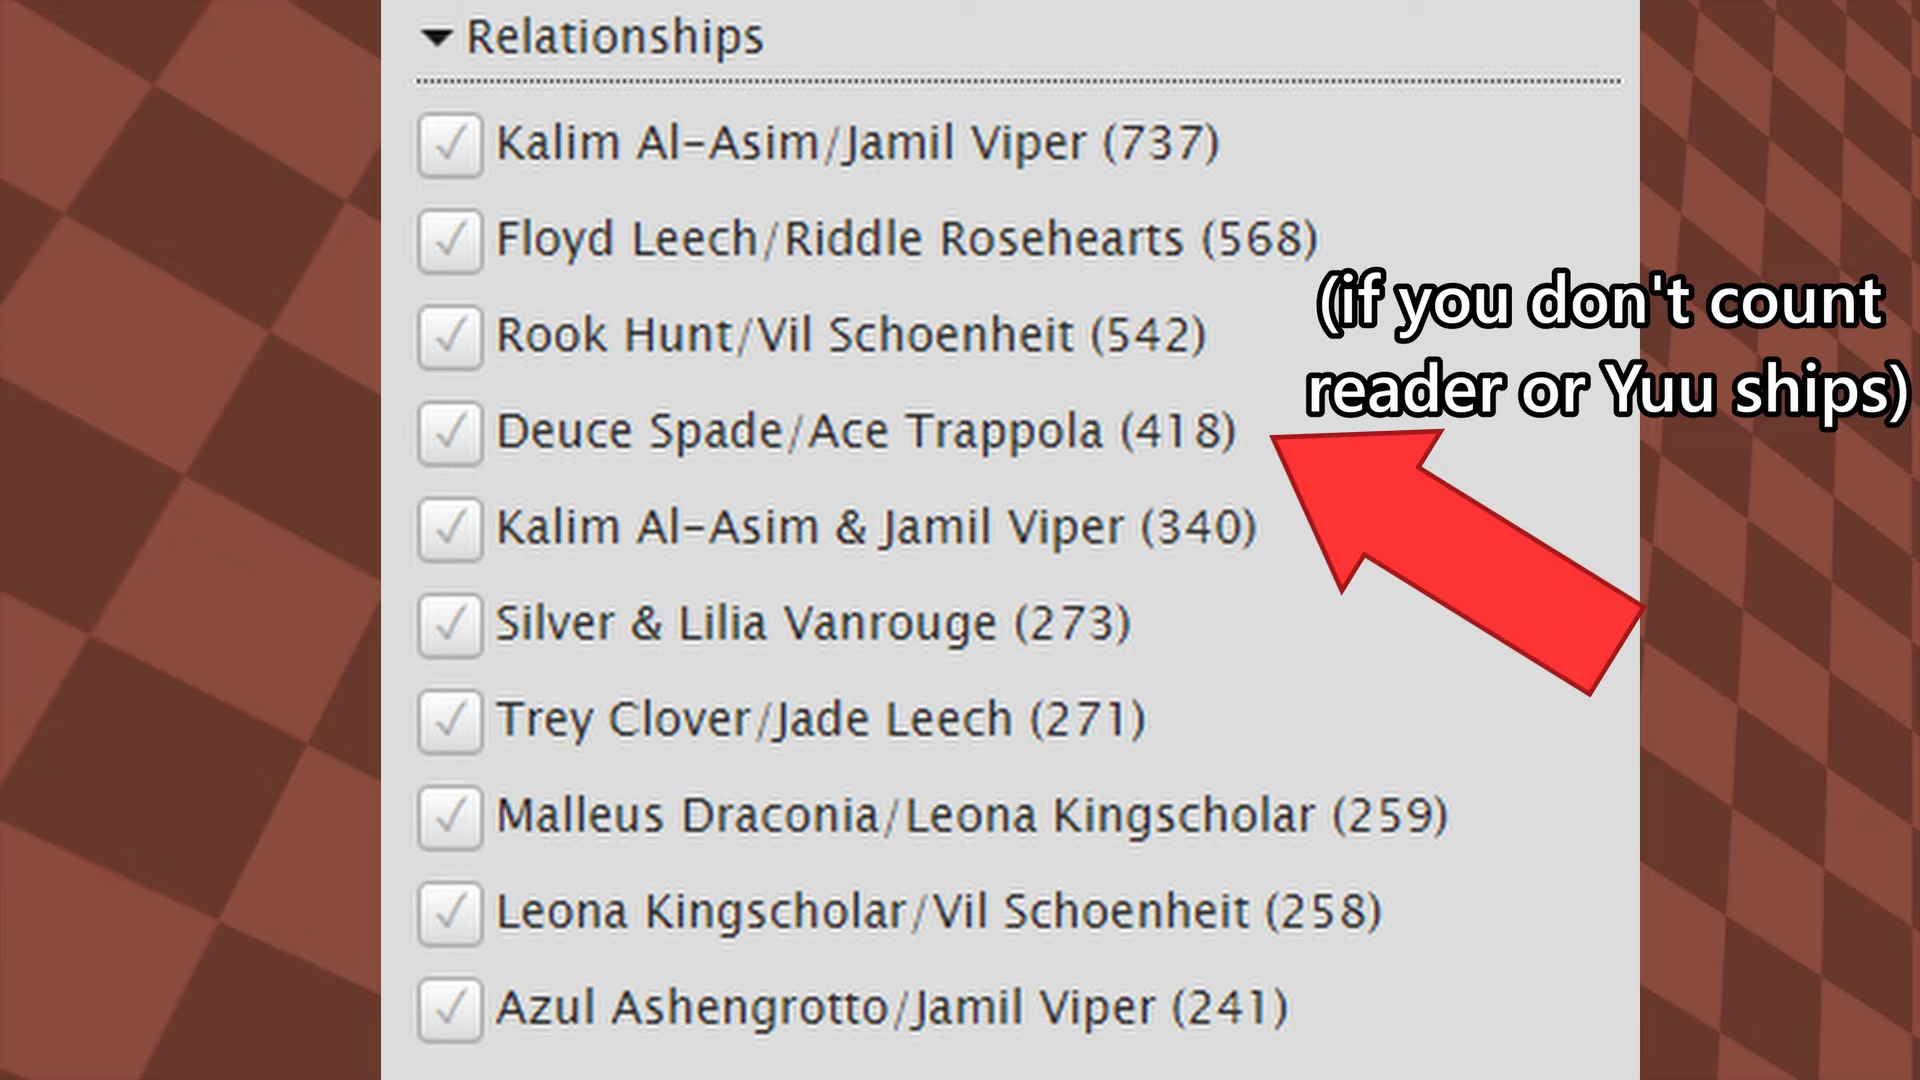 Relationships
Kalim Al-Asim/Jamil Viper (737)
Floyd Leech/Riddle Rosehearts (568)
Rook Hunt/Vil Schoenheit (542)
(if you don't count
reader or Yuu ships)
Deuce Spade/Ace Trappola (418)
Kalim Al-Asim & Jamil Viper (340)
Silver & Lilia Vanrouge (273)
Trey Clover/Jade Leech (271)
Malleus Draconia/Leona Kingscholar (259)
Leona Kingscholar/Vil Schoenheit (258)
Azul Ashengrotto/Jamil Viper (241)